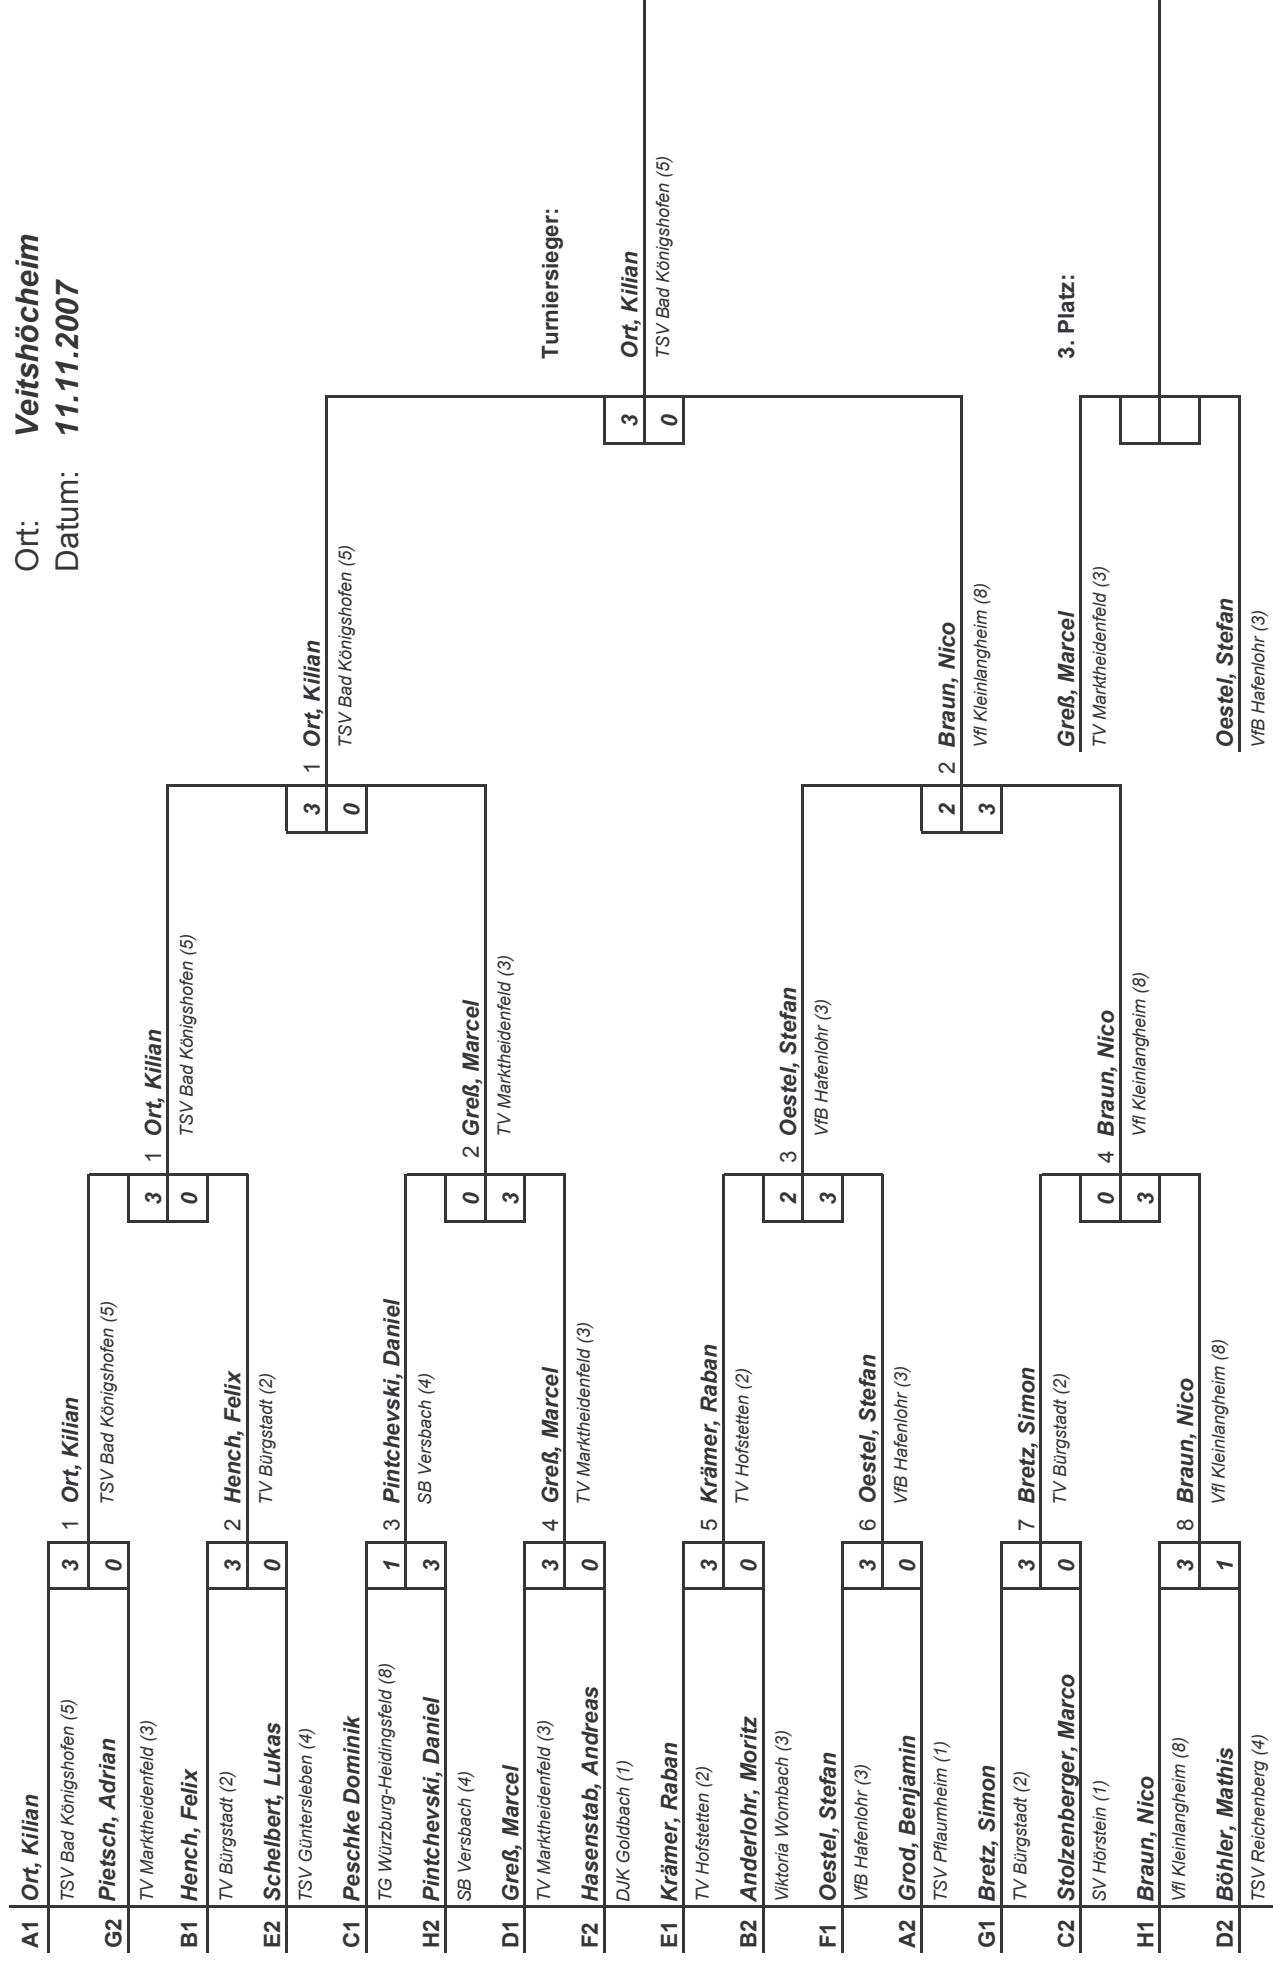 Ort: Veitshöcheim
Datum: 11.11.2007
A1 Ort, Kilian
TSV Bad Königshofen (5)
G2 Pietsch, Adrian
TV Marktheidenfeld (3)
B1 Hench, Felix
TV Bürgstadt (2)
E2 Schelbert, Lukas
TSV Güntersleben (4)
C1 Peschke Dominik
TG Würzburg-Heidingsfeld (8)
H2 Pintchevski, Daniel
SB Versbach (4)
D1 Greß, Marcel
TV Marktheidenfeld (3)
F2 Hasenstab, Andreas
DJK Goldbach (1)
E1 Krämer, Raban
TV Hofstetten (2)
B2 Anderlohr, Moritz
Viktoria Wombach (3)
F1 Oestel, Stefan
VfB Hafenlohr (3)
A2 Grod, Benjamin
TSV Pflaumheim (1)
G1 Bretz, Simon
TV Bürgstadt (2)
C2 Stolzenberger, Marco
SV Hörstein (1)
H1 Braun, Nico
Vfl Kleinlangheim (8)
D2 Böhler, Mathis
TSV Reichenberg (4)
3
0
3
0
1
3
3
0
3
0
3
0
3
0
3
1
1 Ort, Kilian
TSV Bad Königshofen (5)
2 Hench, Felix
TV Bürgstadt (2)
3 Pintchevski, Daniel
SB Versbach (4)
4 Greß, Marcel
TV Marktheidenfeld (3)
5 Krämer, Raban
TV Hofstetten (2)
6 Oestel, Stefan
VfB Hafenlohr (3)
7 Bretz, Simon
TV Bürgstadt (2)
8 Braun, Nico
Vfl Kleinlangheim (8)
3
0
0
3
2
3
0
3
1 Ort, Kilian
TSV Bad Königshofen (5)
2 Greß, Marcel
TV Marktheidenfeld (3)
3 Oestel, Stefan
VfB Hafenlohr (3)
4 Braun, Nico
Vfl Kleinlangheim (8)
3
0
2
3
1 Ort, Kilian
TSV Bad Königshofen (5)
2 Braun, Nico
Vfl Kleinlangheim (8)
Greß, Marcel
TV Marktheidenfeld (3)
Oestel, Stefan
VfB Hafenlohr (3)
3
0
Turniersieger:
Ort, Kilian
TSV Bad Königshofen (5)
3. Platz: